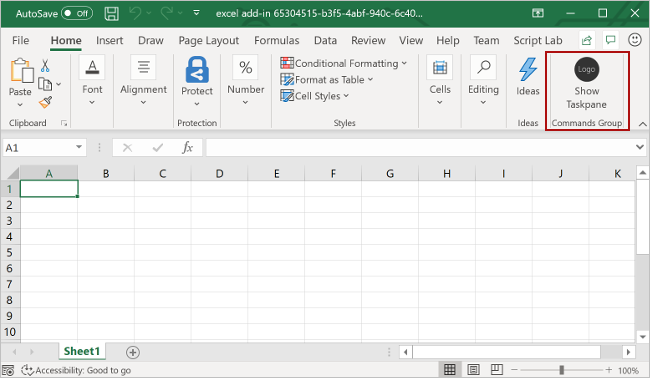 AutoSave Off excel add-in 65304515-b3f5-4abf-940c-6c40...
File Home Insert Draw Page Layout Formulas Data Review View Help Team Script Lab
Paste
Clipboard
Font
Alignment
Protect
Protection
Number
Conditional Formatting
Format as Table
Cell Styles
Styles
Cells
Editing
Ideas
Ideas
Logo
Show
Taskpane
Commands Group
A1 fx
A B C D E F G H I J K
1
2
3
4
5
6
7
8
9
10
Sheet1
Accessibility: Good to go 100%